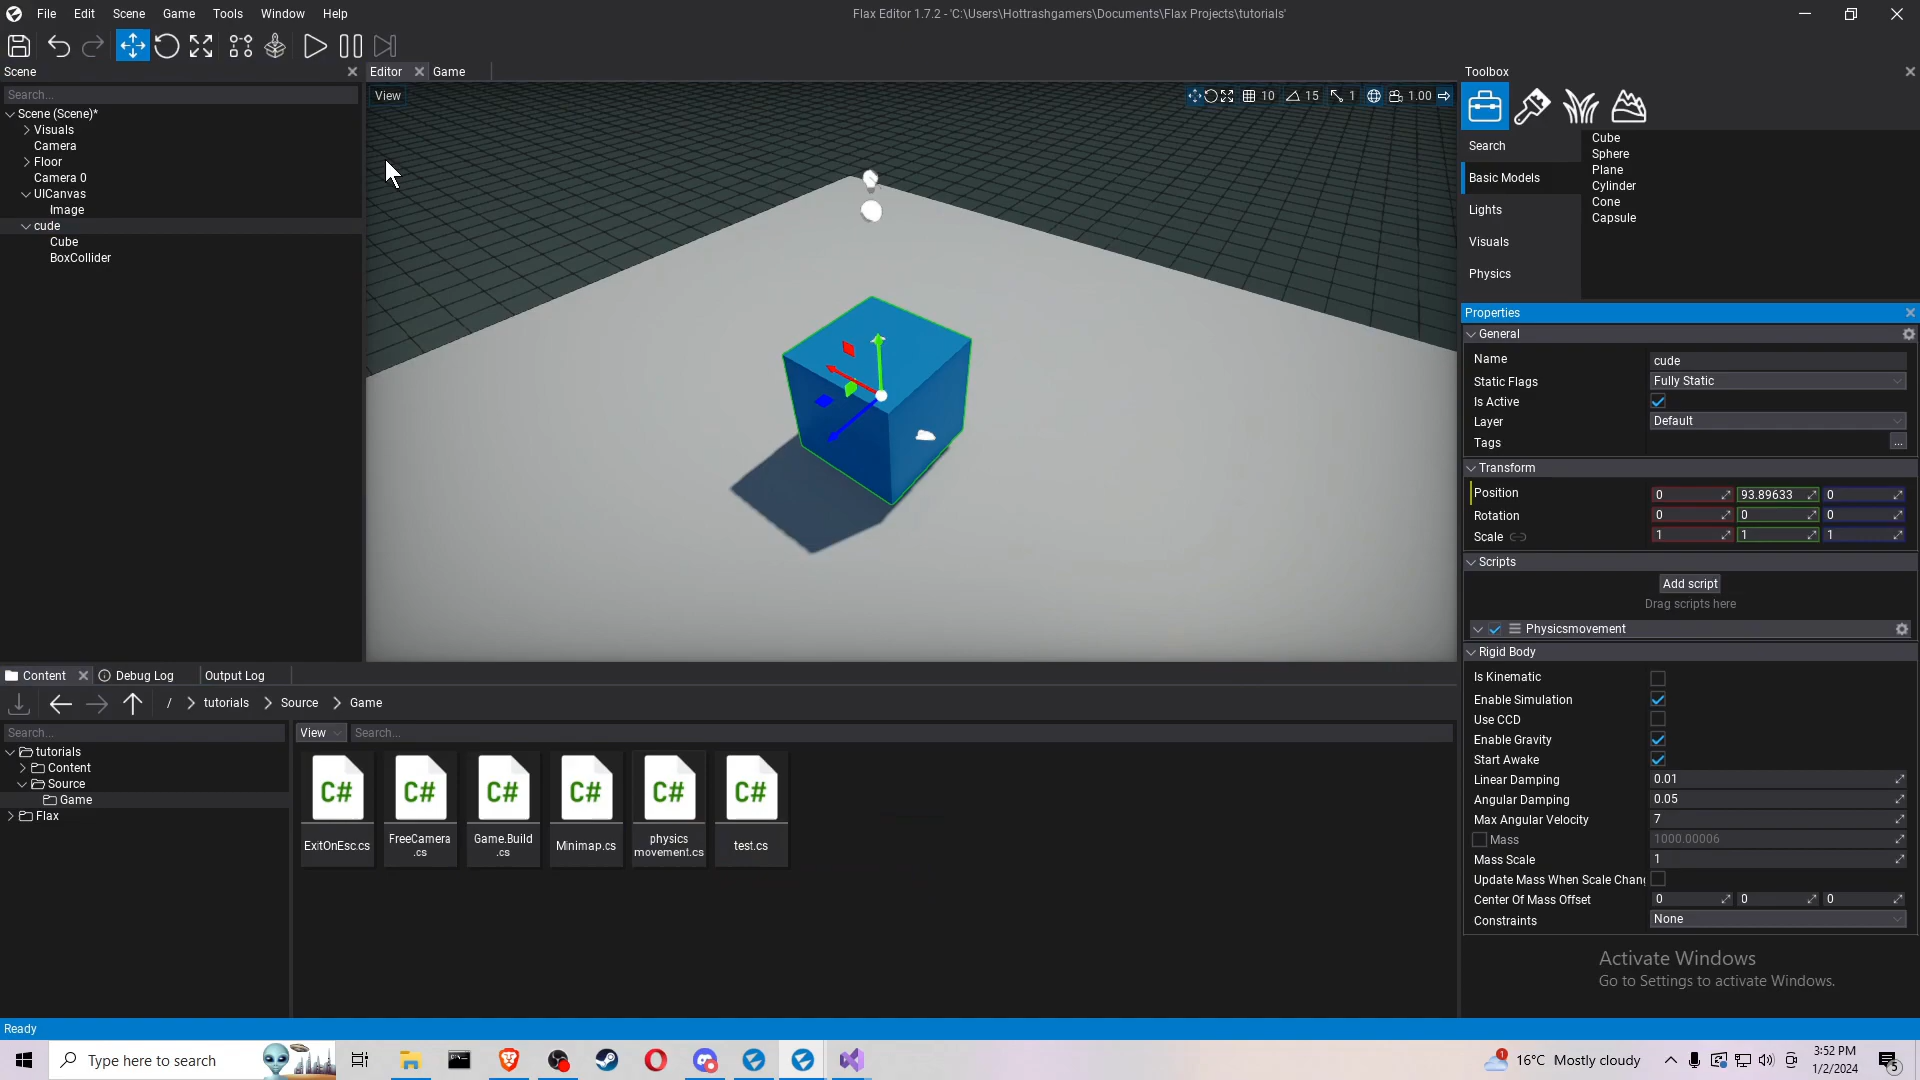 File Edit Scene Game Tools Window Help
Flax Editor 1.7.2 - 'C:\Users\Hottrashgamers\Documents\Flax Projects\tutorials'
Scene
Search...
Scene (Scene)*
Visuals
Camera
Floor
Camera 0
UICanvas
Image
cude
Cube
BoxCollider
Editor Game
View
10 15 1 1.00
Toolbox
Search
Basic Models
Lights
Visuals
Physics
Cube
Sphere
Plane
Cylinder
Cone
Capsule
Properties
General
Name cude
Static Flags Fully Static
Is Active
Layer Default
Tags ...
Transform
Position 0 93.89633 0
Rotation 0 0 0
Scale 1 1 1
Scripts
Add script
Drag scripts here
Physicsmovement
Rigid Body
Is Kinematic
Enable Simulation
Use CCD
Enable Gravity
Start Awake
Linear Damping 0.01
Angular Damping 0.05
Max Angular Velocity 7
Mass 1000.00006
Mass Scale 1
Update Mass When Scale Chang
Center Of Mass Offset 0 0 0
Constraints None
Activate Windows
Go to Settings to activate Windows.
Content Debug Log Output Log
/ tutorials Source Game
Search...
tutorials
Content
Source
Game
Flax
View Search...
C# C# C# C# C# C#
ExitOnEsc.cs
FreeCamera
.cs
Game.Build
.cs
Minimap.cs
physics
movement.cs
test.cs
Ready
Type here to search
1
16°C Mostly cloudy
3:52 PM
1/2/2024
5